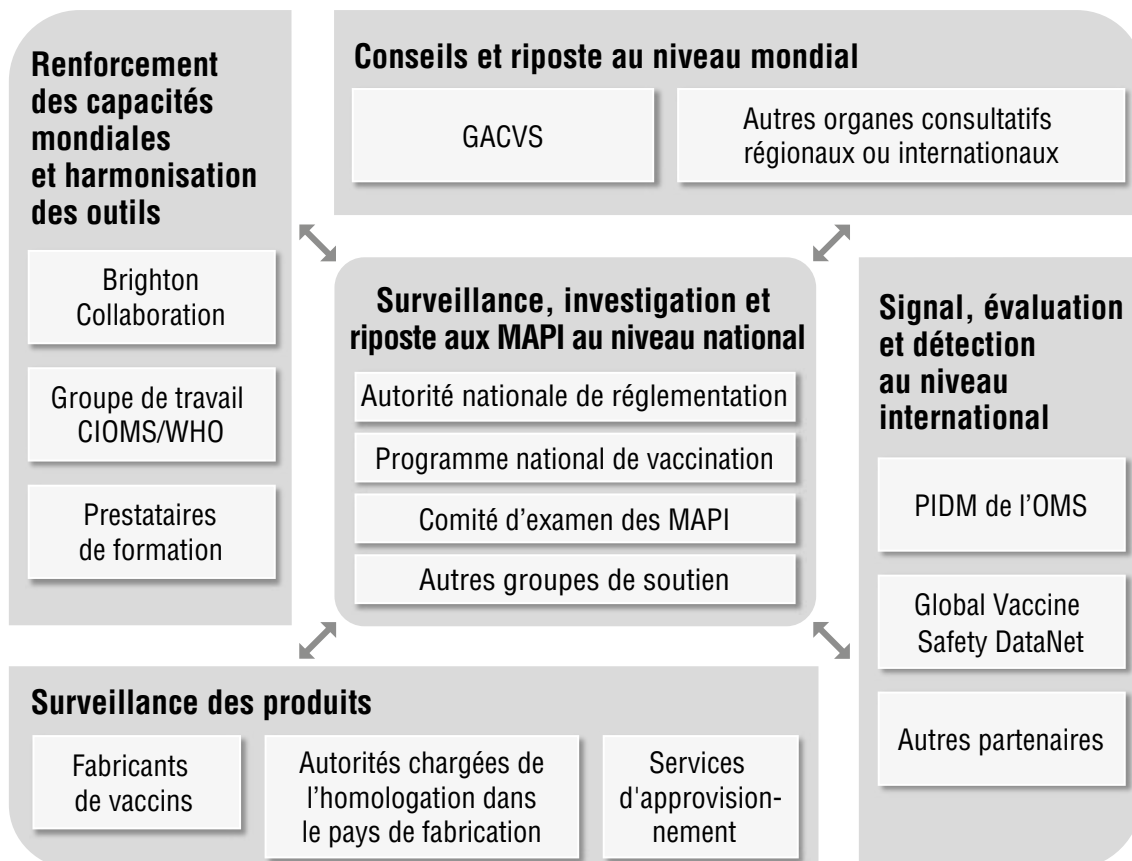 Renforcement
des capacités
mondiales
et harmonisation
des outils
Brighton
Collaboration
Groupe de travail
CIOMS/WHO
Prestataires
de formation
Conseils et riposte au niveau mondial
GACVS
Autres organes consultatifs
régionaux ou internationaux
Surveillance, investigation et
riposte aux MAPI au niveau national
Autorité nationale de réglementation
Programme national de vaccination
Comité d’examen des MAPI
Autres groupes de soutien
Signal, évaluation
et détection
au niveau
international
PIDM de l’OMS
Global Vaccine
Safety DataNet
Autres partenaires
Surveillance des produits
Fabricants
de vaccins
Autorités chargées de
l’homologation dans
le pays de fabrication
Services
d'approvision-
nement